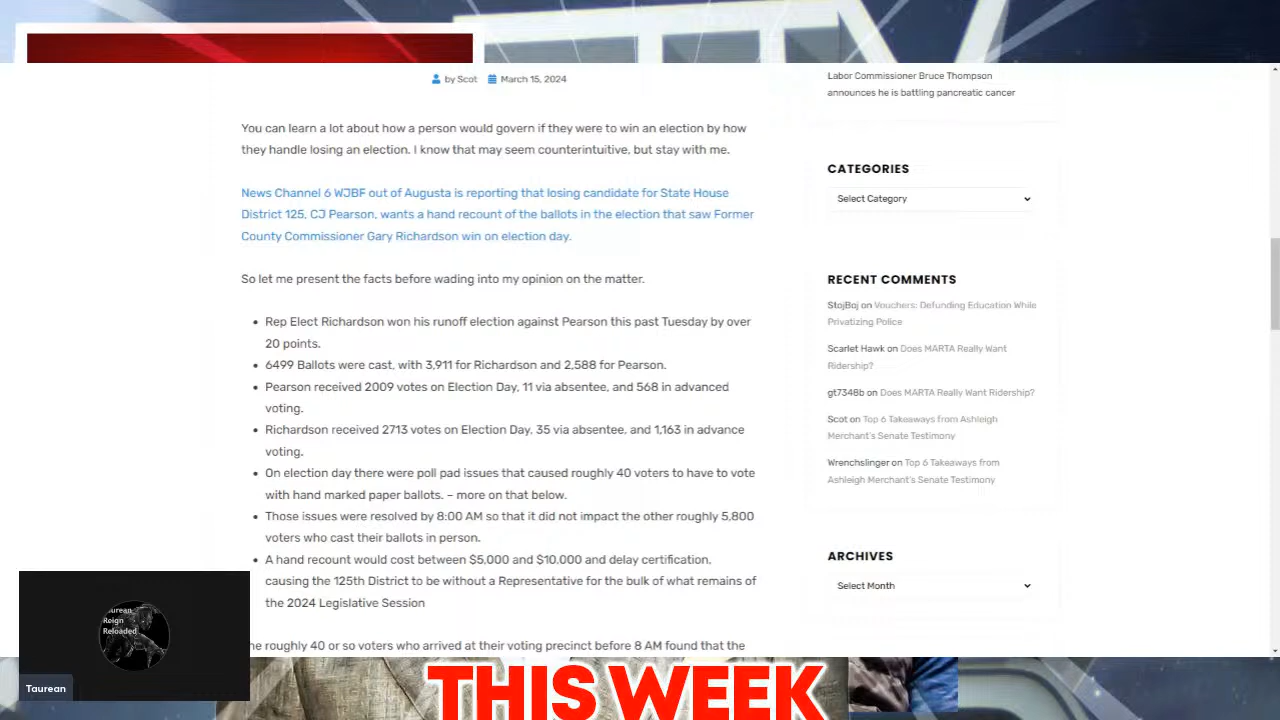 by Scot March 15, 2024
You can learn a lot about how a person would govern if they were to win an election by how
they handle losing an election. I know that may seem counterintuitive, but stay with me.
News Channel 6 WJBF out of Augusta is reporting that losing candidate for State House
District 125, CJ Pearson, wants a hand recount of the ballots in the election that saw Former
County Commissioner Gary Richardson win on election day.
So let me present the facts before wading into my opinion on the matter.
• Rep Elect Richardson won his runoff election against Pearson this past Tuesday by over
20 points.
• 6499 Ballots were cast, with 3,911 for Richardson and 2,588 for Pearson.
• Pearson received 2009 votes on Election Day, 11 via absentee, and 568 in advanced
voting.
• Richardson received 2713 votes on Election Day, 35 via absentee, and 1,163 in advance
voting.
• On election day there were poll pad issues that caused roughly 40 voters to have to vote
with hand marked paper ballots. – more on that below.
• Those issues were resolved by 8:00 AM so that it did not impact the other roughly 5,800
voters who cast their ballots in person.
• A hand recount would cost between $5,000 and $10,000 and delay certification.
causing the 125th District to be without a Representative for the bulk of what remains of
the 2024 Legislative Session
roughly 40 or so voters who arrived at their voting precinct before 8 AM found that the
Labor Commissioner Bruce Thompson
announces he is battling pancreatic cancer
CATEGORIES
Select Category
RECENT COMMENTS
StojBoj on Vouchers: Defunding Education While
Privatizing Police
Scarlet Hawk on Does MARTA Really Want
Ridership?
gt7348b on Does MARTA Really Want Ridership?
Scot on Top 6 Takeaways from Ashleigh
Merchant's Senate Testimony
Wrenchslinger on Top 6 Takeaways from
Ashleigh Merchant's Senate Testimony
ARCHIVES
Select Month
Reign
Reloaded
Taurean
THIS WEEK